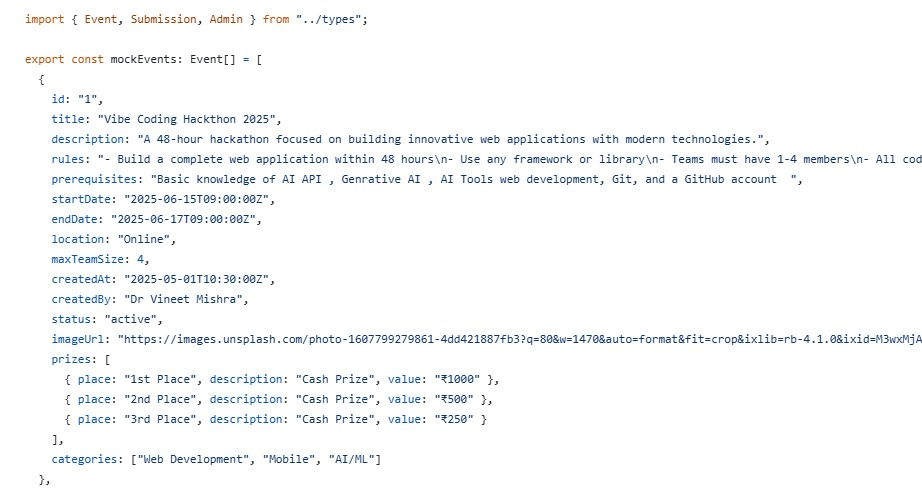 import { Event, Submission, Admin } from "../types";
export const mockEvents: Event[] = [
{
id: "1",
title: "Vibe Coding Hackthon 2025",
description: "A 48-hour hackathon focused on building innovative web applications with modern technologies.",
rules: "- Build a complete web application within 48 hours\n- Use any framework or library\n- Teams must have 1-4 members\n- All cod
prerequisites: "Basic knowledge of AI API , Genrative AI , AI Tools web development, Git, and a GitHub account  ",
startDate: "2025-06-15T09:00:00Z",
endDate: "2025-06-17T09:00:00Z",
location: "Online",
maxTeamSize: 4,
createdAt: "2025-05-01T10:30:00Z",
createdBy: "Dr Vineet Mishra",
status: "active",
imageUrl: "https://images.unsplash.com/photo-1607799279861-4dd421887fb3?q=80&w=1470&auto=format&fit=crop&ixlib=rb-4.1.0&ixid=M3wxMjA
prizes: [
{ place: "1st Place", description: "Cash Prize", value: "₹1000" },
{ place: "2nd Place", description: "Cash Prize", value: "₹500" },
{ place: "3rd Place", description: "Cash Prize", value: "₹250" }
],
categories: ["Web Development", "Mobile", "AI/ML"]
},